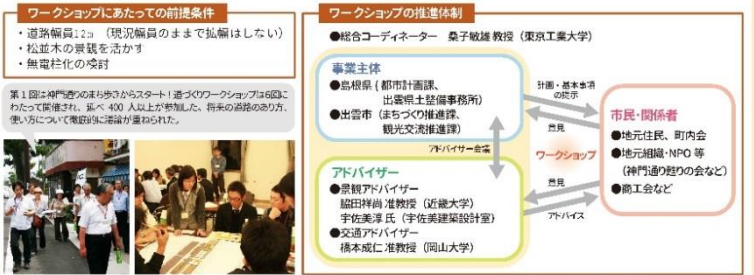 ワークショップにあたっての前提条件
・道路幅員12m （現況幅員のままで拡幅はしない）
・松並木の景観を活かす
・無電柱化の検討
第1回は神門通りのまち歩きからスタート！道づくりワークショップは6回に
わたって開催され、延べ 400 人以上が参加した。将来の道路のあり方、
使い方について徹底的に議論が重ねられた。
ワークショップの推進体制
●総合コーディネーター 桑子敏雄 教授（東京工業大学）
事業主体
●島根県（都市計画課、
出雲県土整備事務所）
●出雲市（まちづくり推進課、
観光交流推進課）
アドバイザー会議
アドバイザー
●景観アドバイザー
脇田祥尚 准教授（近畿大学）
宇佐美淳 氏（宇佐美建築設計室）
●交通アドバイザー
橋本成仁 准教授（岡山大学）
計画・基本事項
の提示
意見
ワークショップ
意見
アドバイス
市民・関係者
●地元住民、町内会
●地元組織・NPO 等
（神門通り甦りの会など）
●商工会など